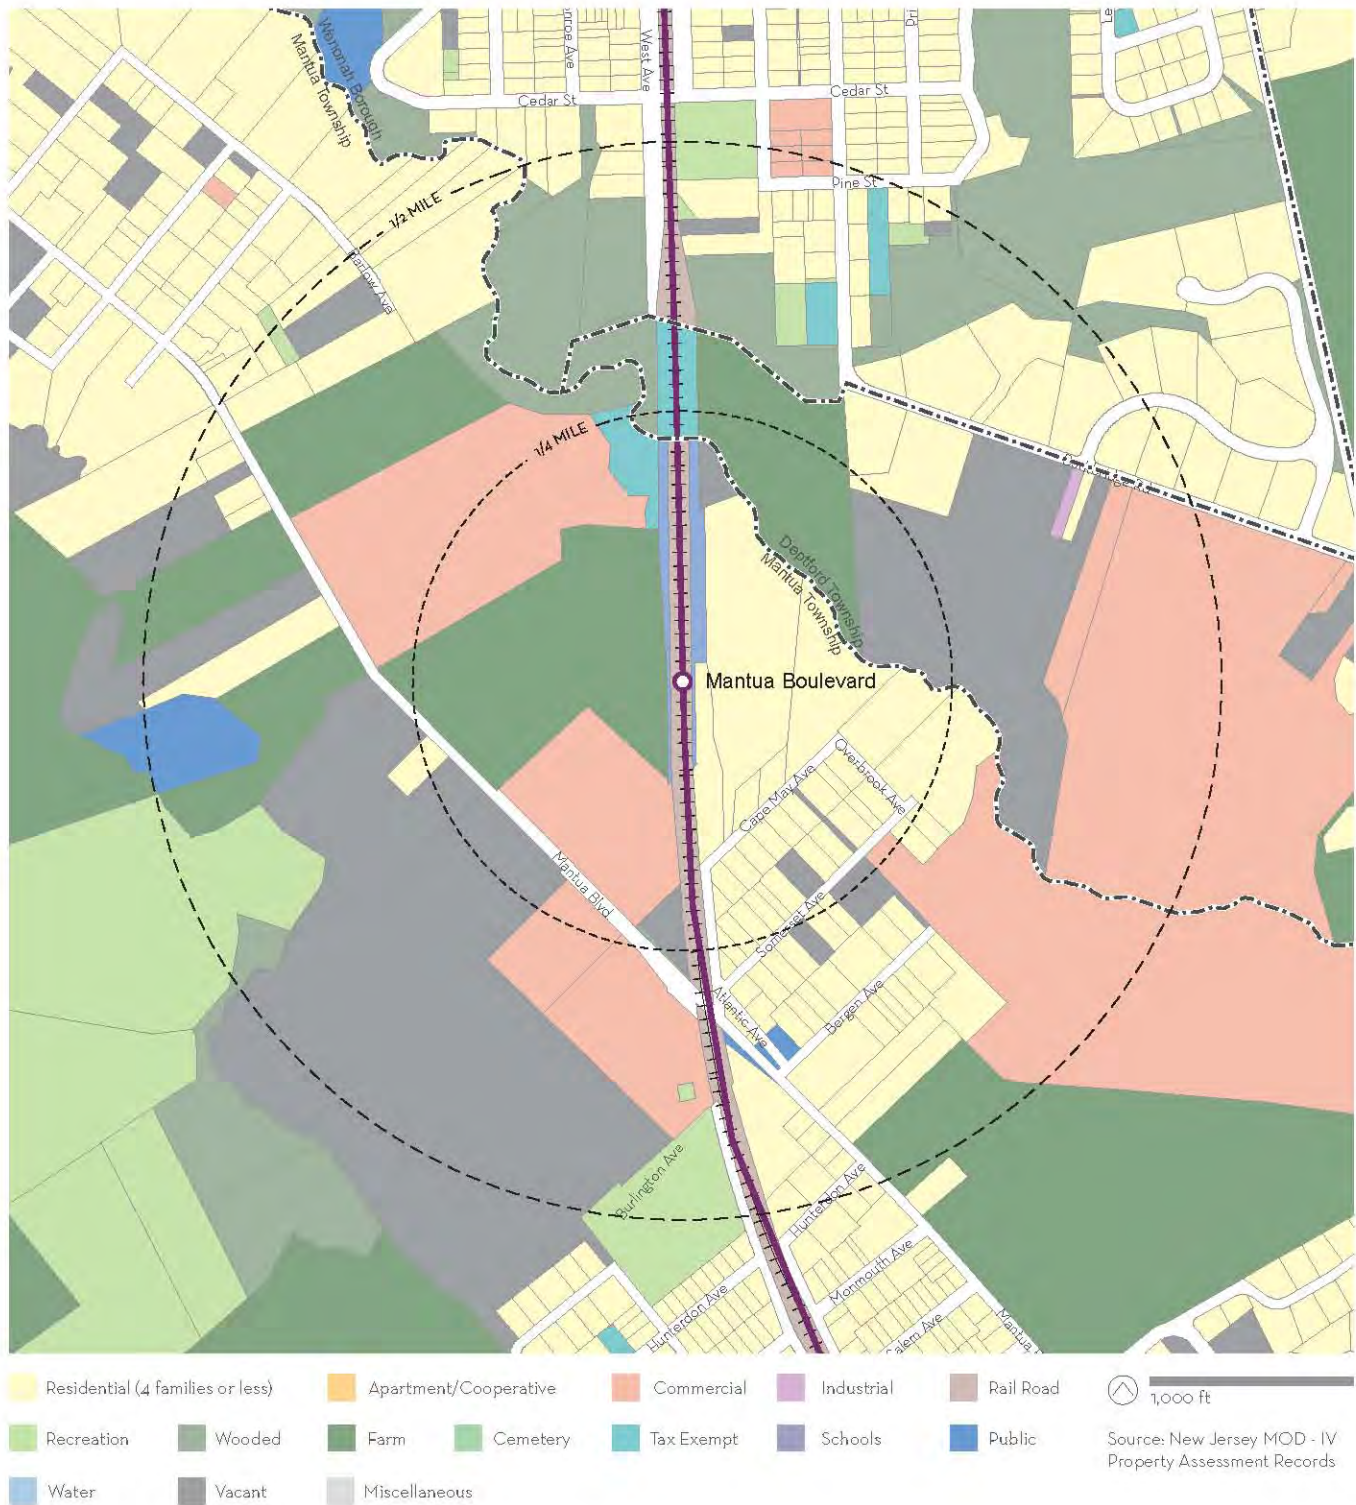 Wenonah Borough
Mantua Township
West Ave
Cedar St
Cedar St
Pine St
1/2 MILE
Harlow Ave
1/4 MILE
Deptford Township
Mantua Township
Mantua Boulevard
Overbrook Ave
Cape May Ave
Mantua Blvd
Somerset Ave
Atlantic Ave
Bergen Ave
Burlington Ave
Hunterdon Ave
Monmouth Ave
Hunterdon Ave
Salem Ave
Residential (4 families or less)
Apartment/Cooperative
Commercial
Industrial
Rail Road
1,000 ft
Recreation
Wooded
Farm
Cemetery
Tax Exempt
Schools
Public
Source: New Jersey MOD - IV
Property Assessment Records
Water
Vacant
Miscellaneous